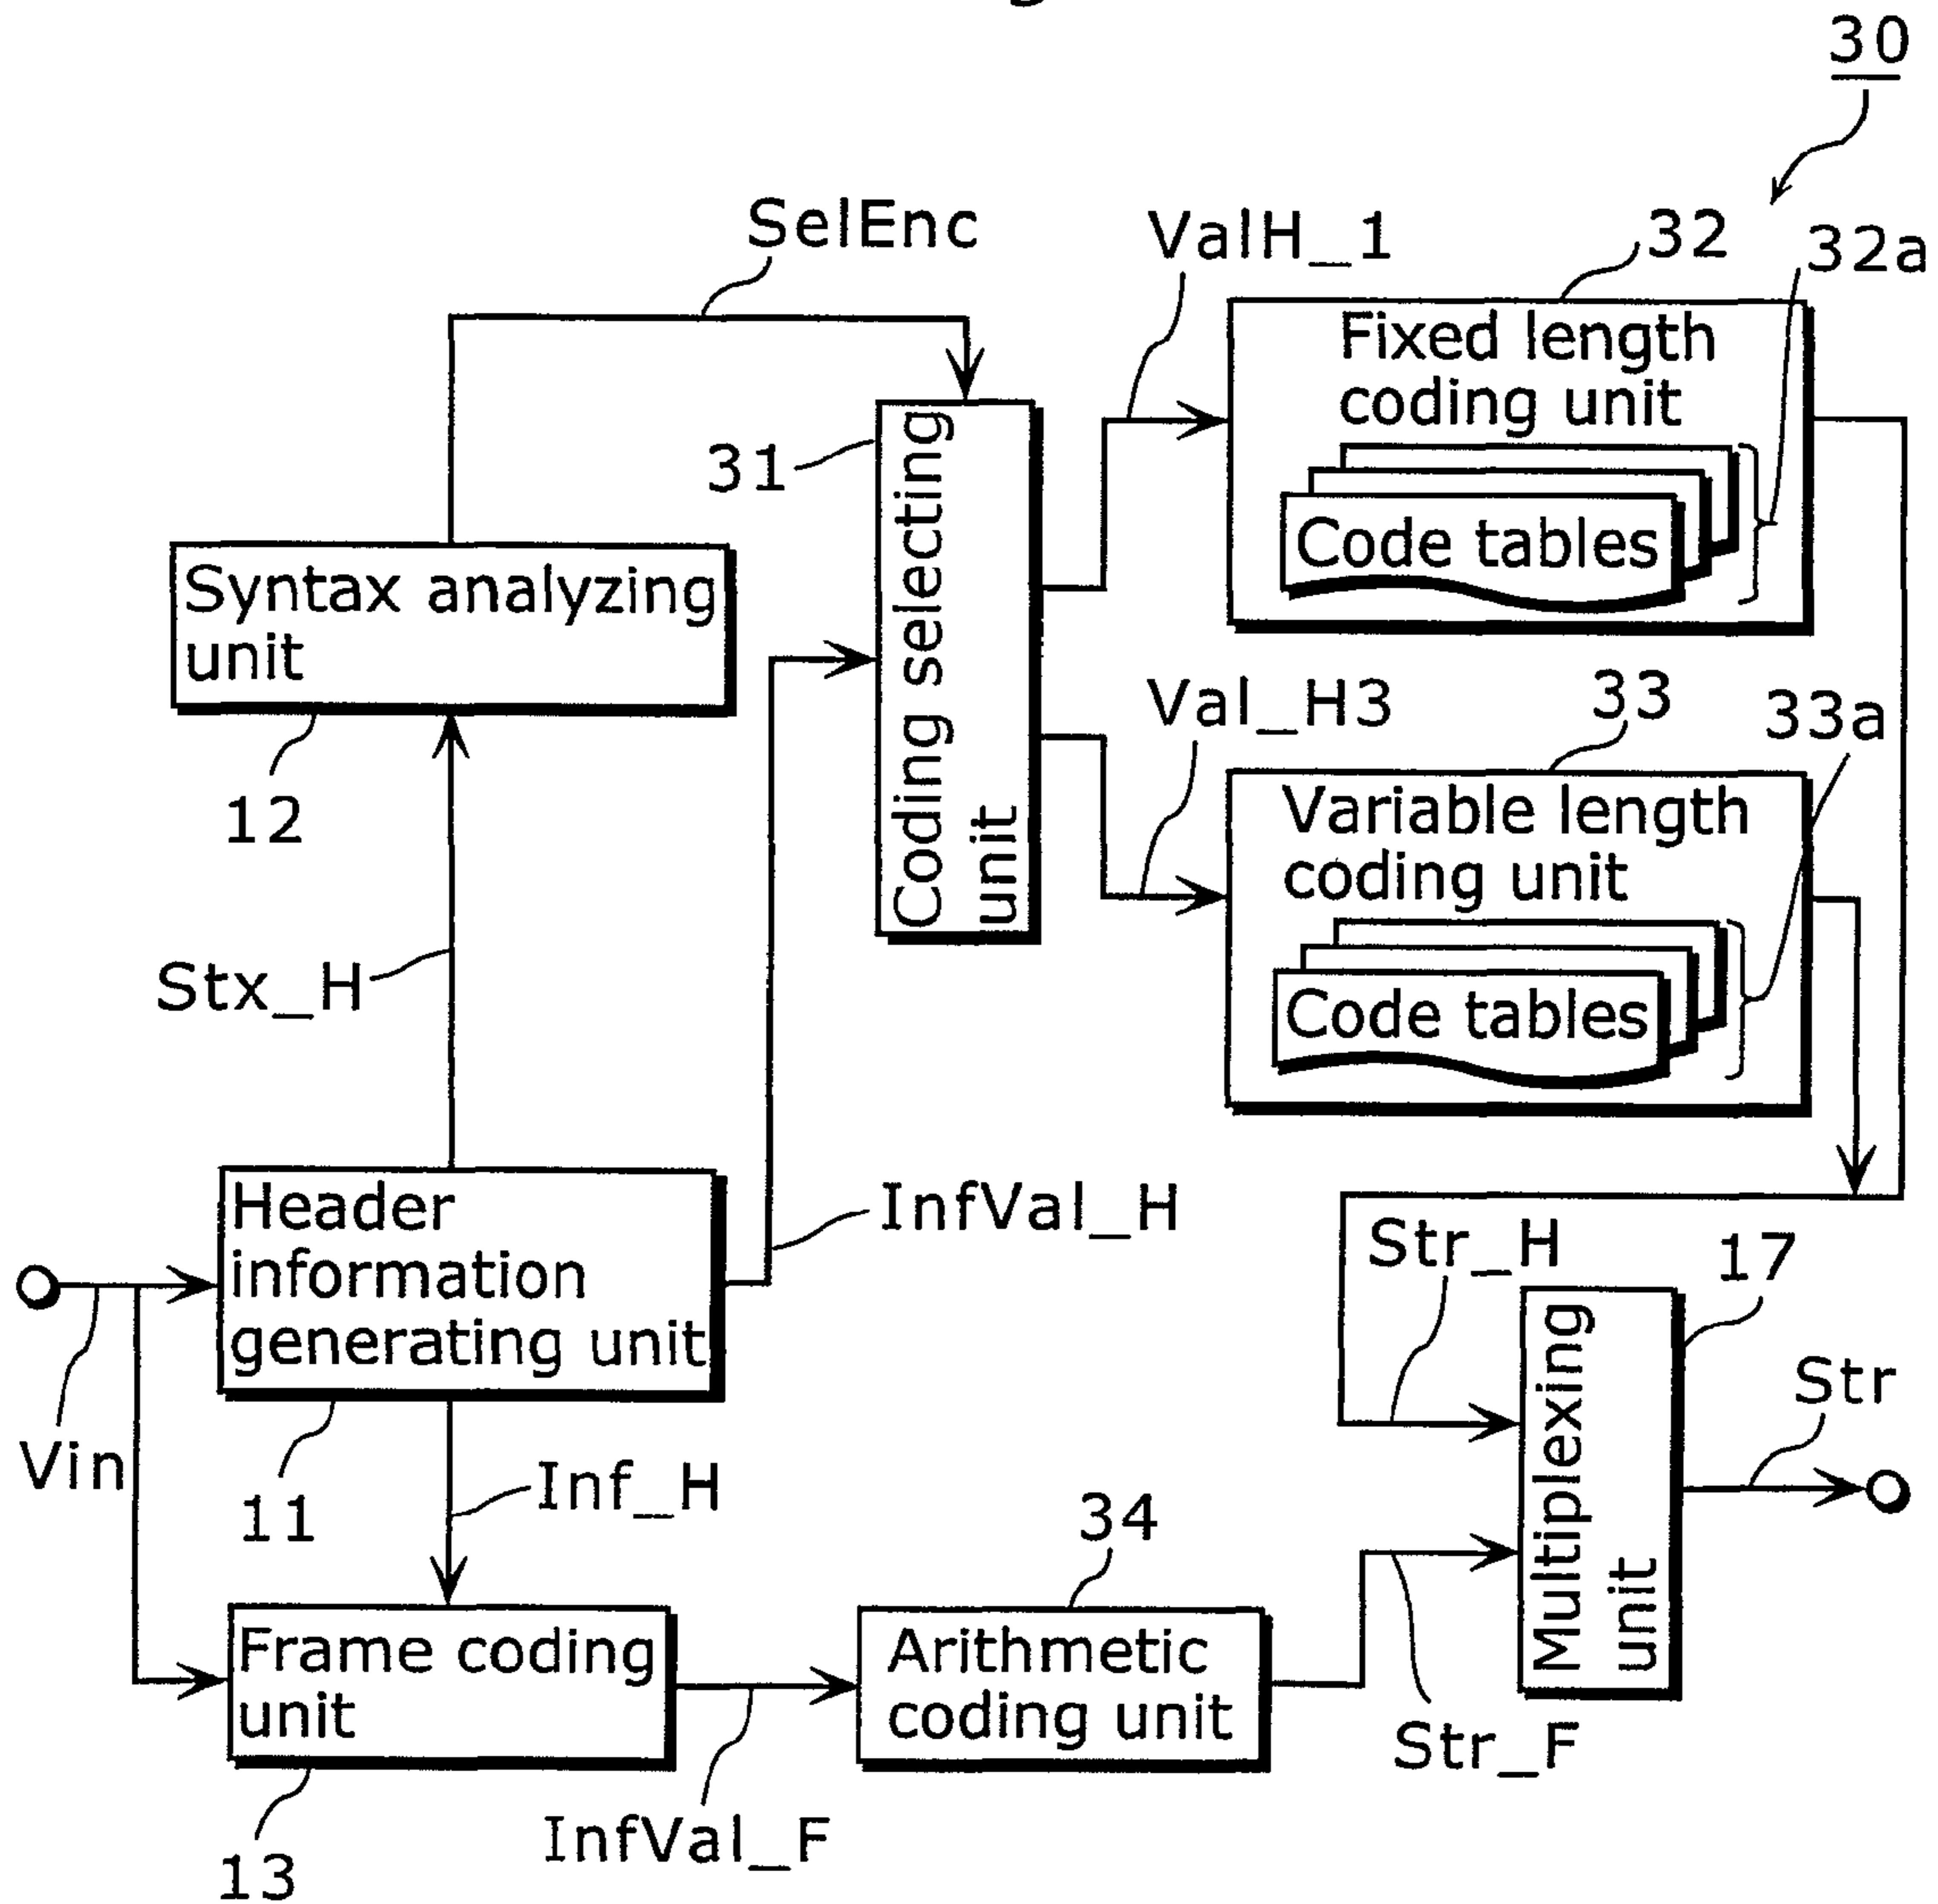 30
SelEnc
ValH_1
32
32a
Fixed length
coding unit
Code tables
31
Coding selecting
unit
Syntax analyzing
unit
12
Val_H3
33
33a
Variable length
coding unit
Code tables
Stx_H
Header
information
generating unit
InfVal_H
Str_H
17
Multiplexing
unit
Str
Vin
11
Inf_H
34
Frame coding
unit
Arithmetic
coding unit
Str_F
13
InfVal_F